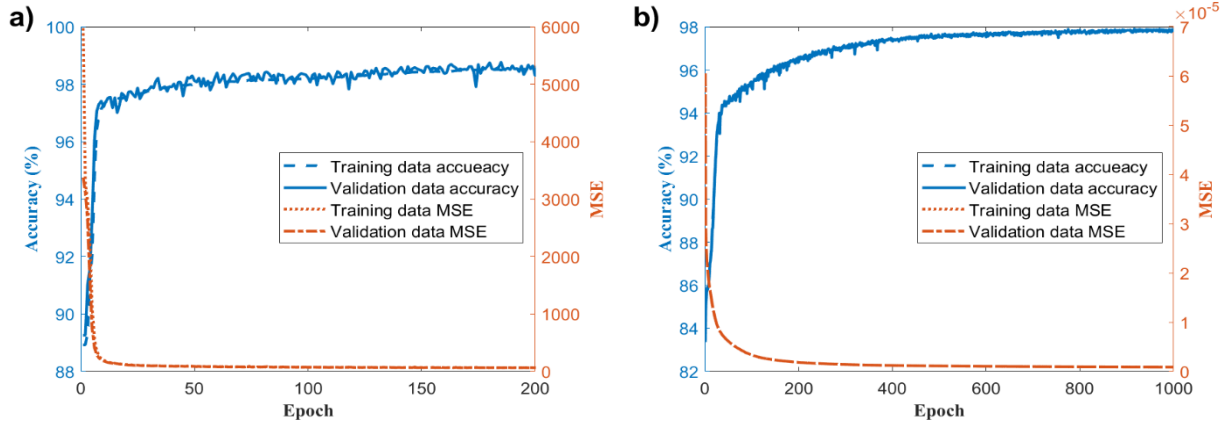 a)
100
98
96
94
92
90
88
Accuracy (%)
6000
5000
4000
3000
2000
1000
0
MSE
Training data accueacy
Validation data accuracy
Training data MSE
Validation data MSE
0 50 100 150 200
Epoch
b)
98
96
94
92
90
88
86
84
82
Accuracy (%)
×10⁻⁵
7
6
5
4
3
2
1
0
MSE
Training data accueacy
Validation data accuracy
Training data MSE
Validation data MSE
0 200 400 600 800 1000
Epoch